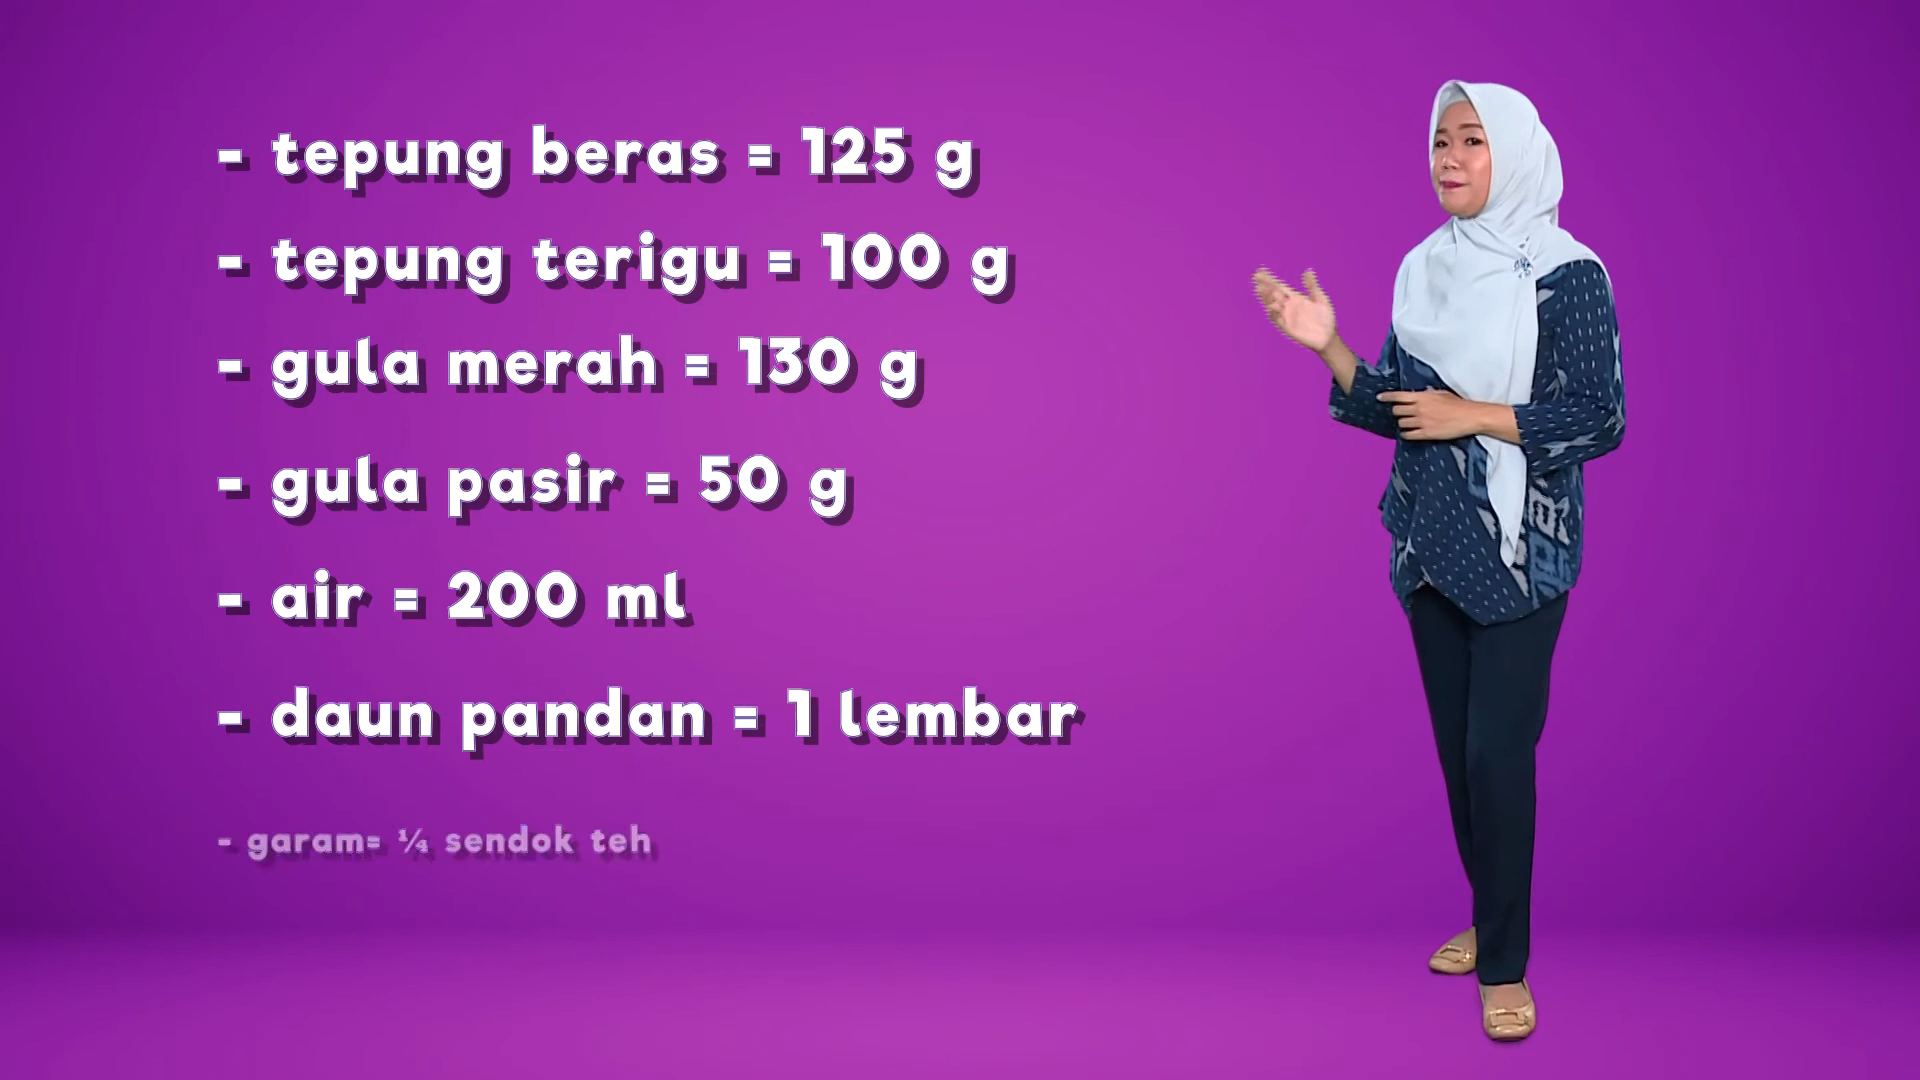 - tepung beras = 125 g
- tepung terigu = 100 g
- gula merah = 130 g
- gula pasir = 50 g
- air = 200 ml
- daun pandan = 1 lembar
- garam= ¼ sendok teh